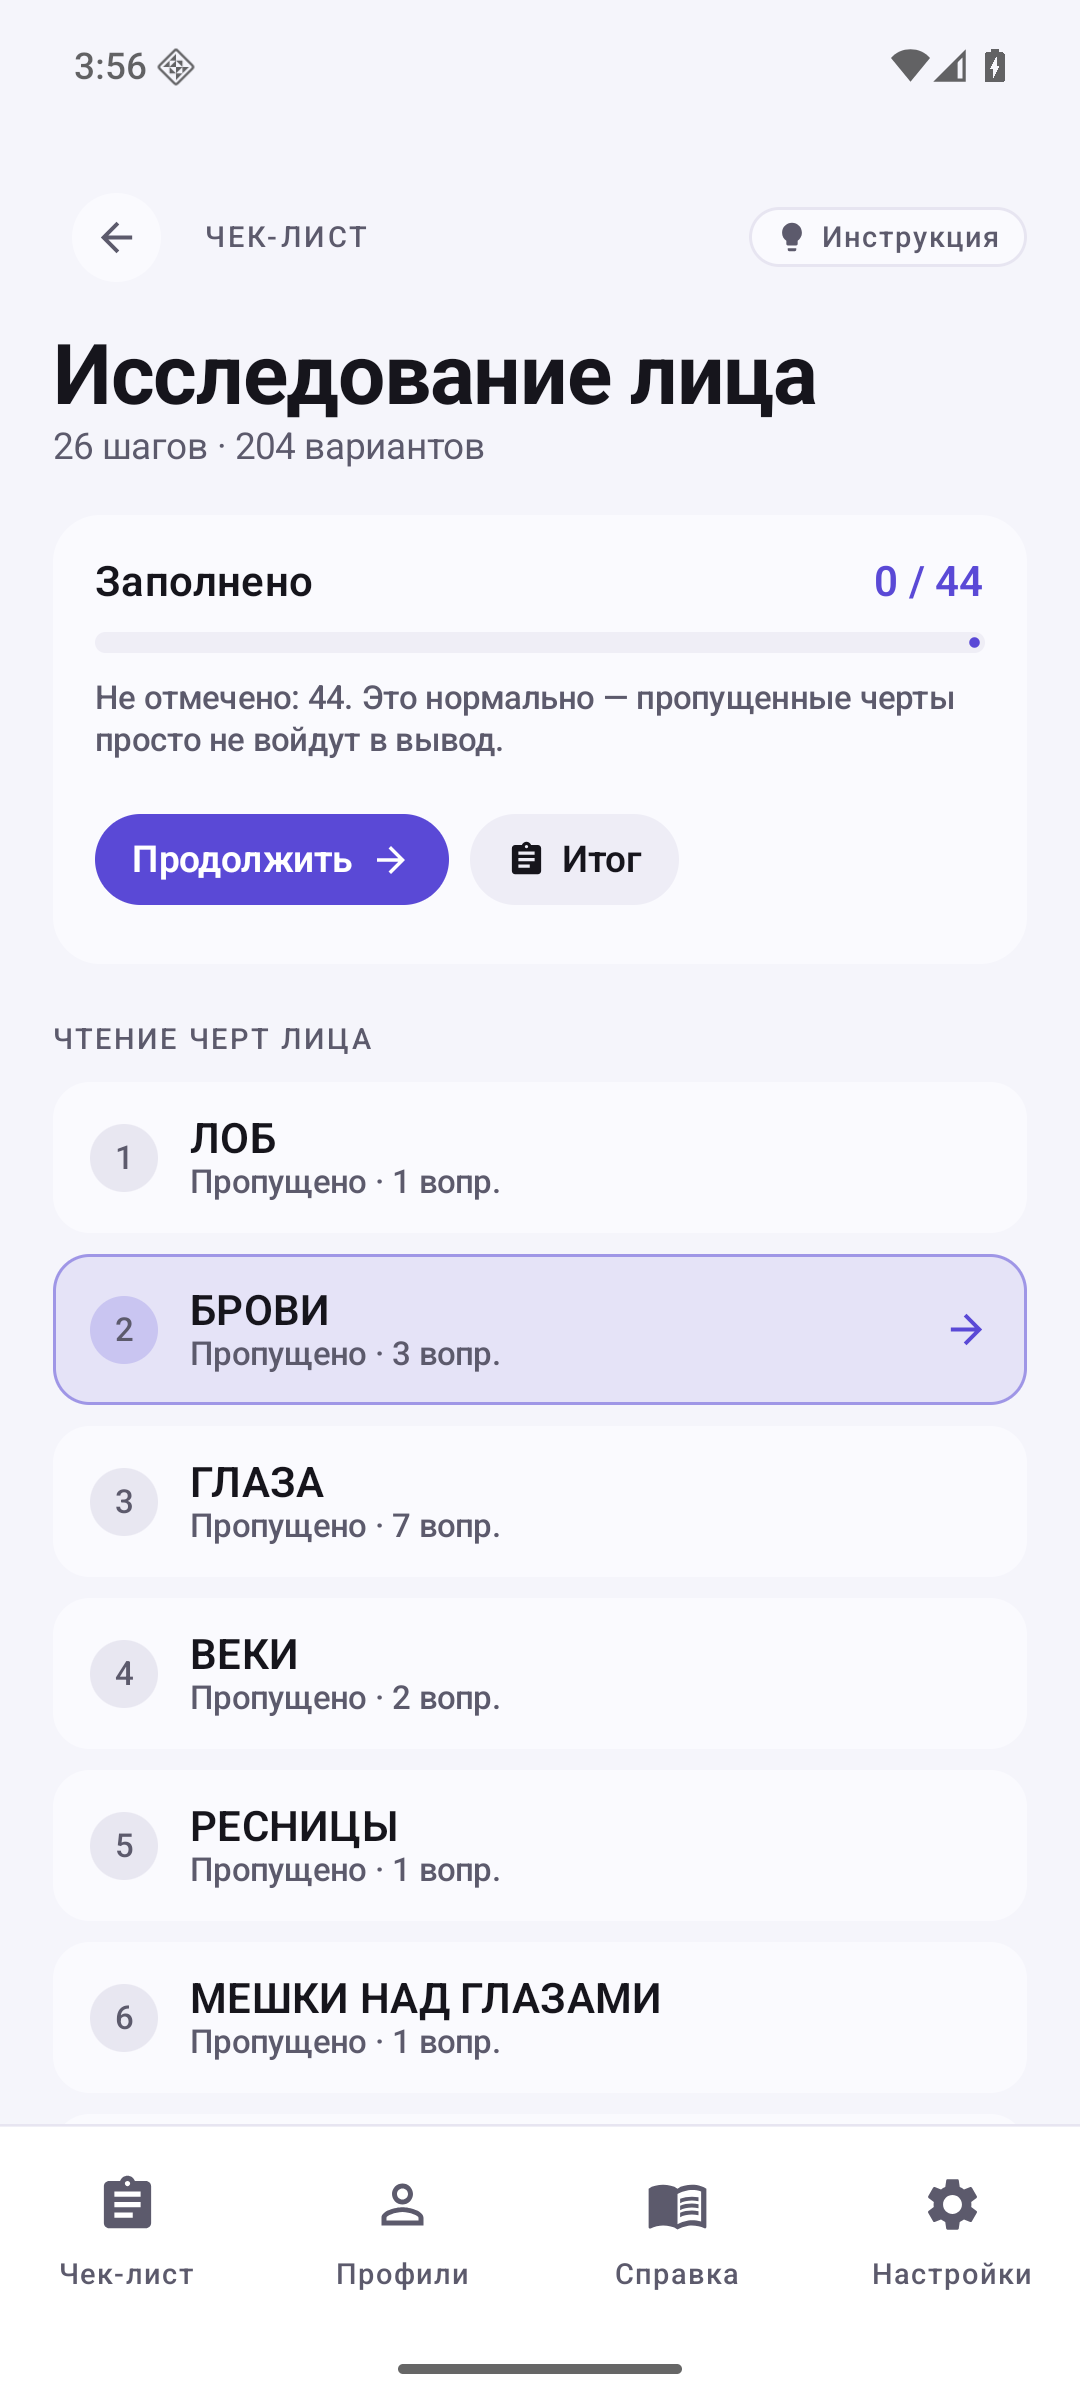 3:56
ЧЕК-ЛИСТ
Инструкция
Исследование лица
26 шагов · 204 вариантов
Заполнено
0 / 44
Не отмечено: 44. Это нормально — пропущенные черты
просто не войдут в вывод.
Продолжить
Итог
ЧТЕНИЕ ЧЕРТ ЛИЦА
1
ЛОБ
Пропущено · 1 вопр.
2
БРОВИ
Пропущено · 3 вопр.
3
ГЛАЗА
Пропущено · 7 вопр.
4
ВЕКИ
Пропущено · 2 вопр.
5
РЕСНИЦЫ
Пропущено · 1 вопр.
6
МЕШКИ НАД ГЛАЗАМИ
Пропущено · 1 вопр.
Чек-лист
Профили
Справка
Настройки